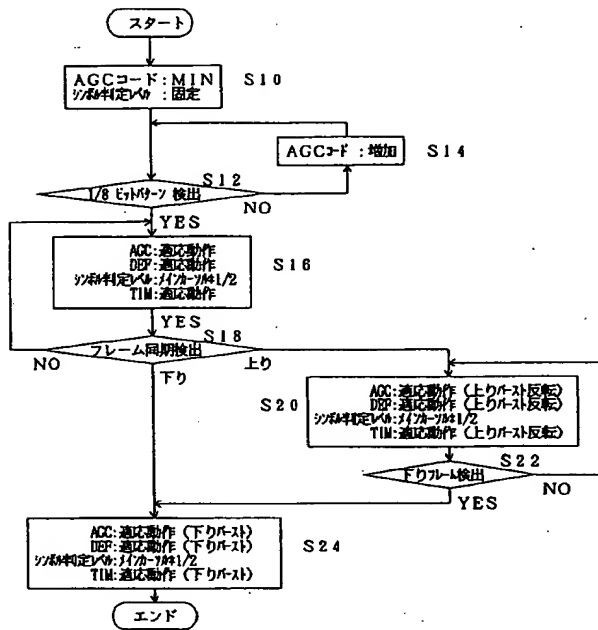 スタート
AGCコード:MIN
シンボル判定レベル :固定
S10
AGCコード :増加
S14
S12
1/8 ビットパターン 検出
NO
YES
AGC:適応動作
DEF:適応動作
シンボル判定レベル:メインカーソル*1/2
TIM:適応動作
S16
YES
S18
フレーム同期検出
NO
上り
下り
AGC:適応動作 (上りバースト反転)
DEF:適応動作 (上りバースト反転)
シンボル判定レベル:メインカーソル*1/2
TIM:適応動作 (上りバースト反転)
S20
S22
下りフレーム検出
NO
YES
AGC:適応動作 (下りバースト)
DEF:適応動作 (下りバースト)
シンボル判定レベル:メインカーソル*1/2
TIM:適応動作 (下りバースト)
S24
エンド